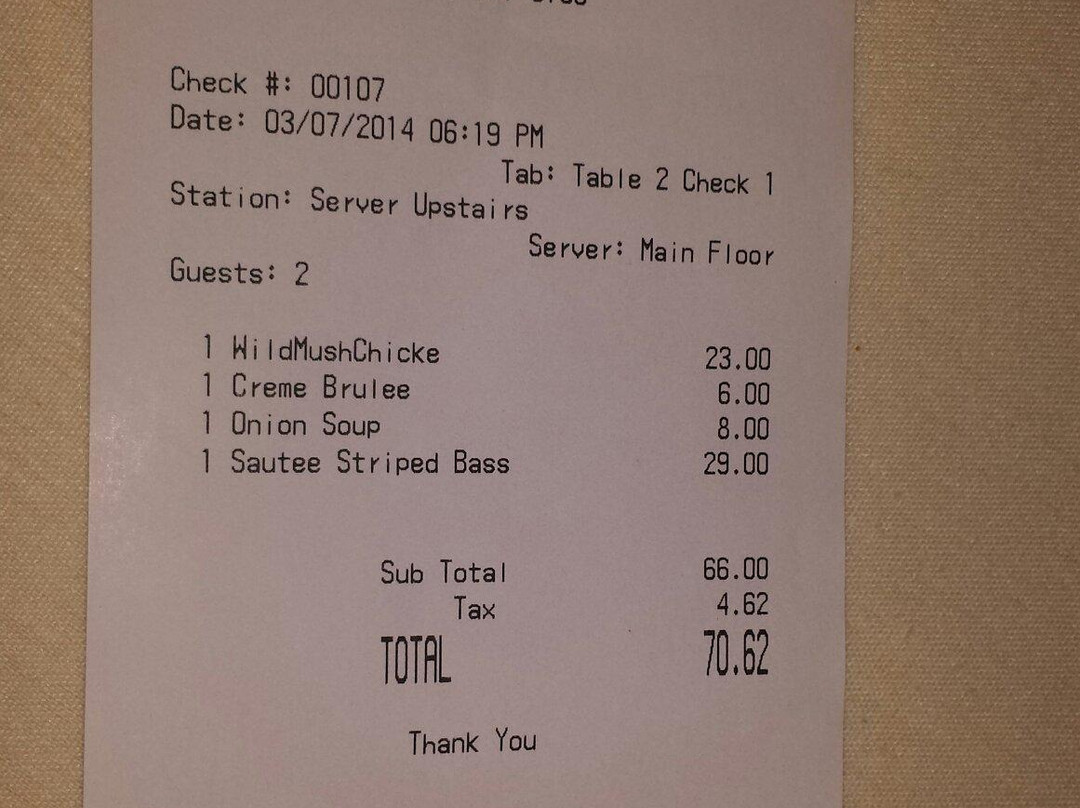 Check #: 00107
Date: 03/07/2014 06:19 PM
Tab: Table 2 Check 1
Station: Server Upstairs
Server: Main Floor
Guests: 2
1 WildMushChicke 23.00
1 Creme Brulee 6.00
1 Onion Soup 8.00
1 Sautee Striped Bass 29.00
Sub Total 66.00
Tax 4.62
TOTAL 70.62
Thank You